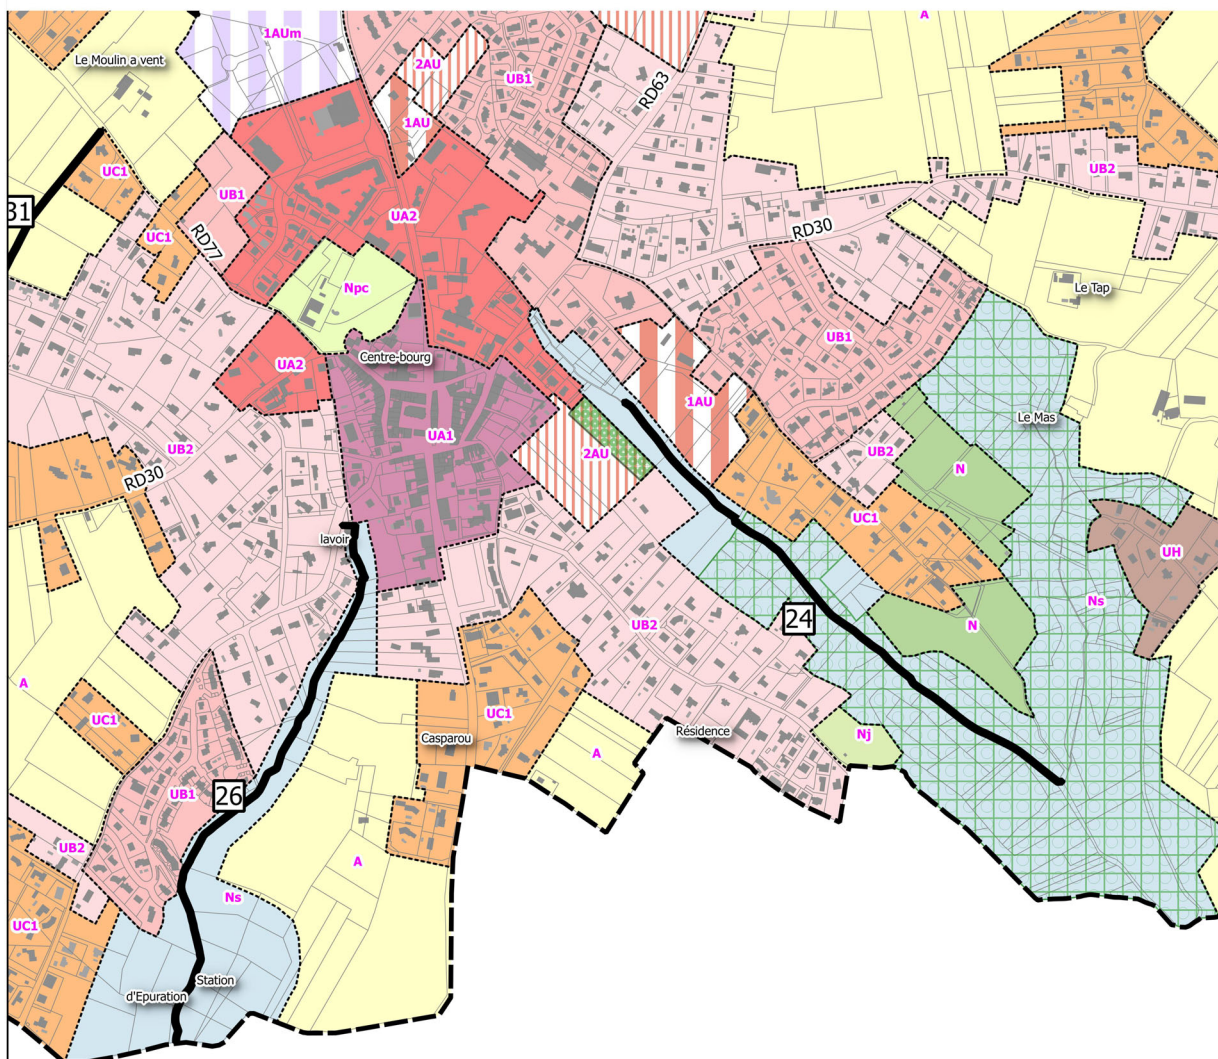 A
1AUm
Le Moulin a vent
2AU
UB1
RD63
1AU
UC1
UB1
UB2
31
UA2
UC1
RD77
RD30
Npc
Le Tap
UB1
Centre-bourg
UA2
1AU
Le Mas
UA1
UB2
2AU
UB2
N
RD30
UC1
lavoir
UH
Ns
24
UB2
N
A
UC1
UC1
Résidence
Nj
Casparou
A
UB1
26
UB2
A
Ns
UC1
Station
d'Epuration